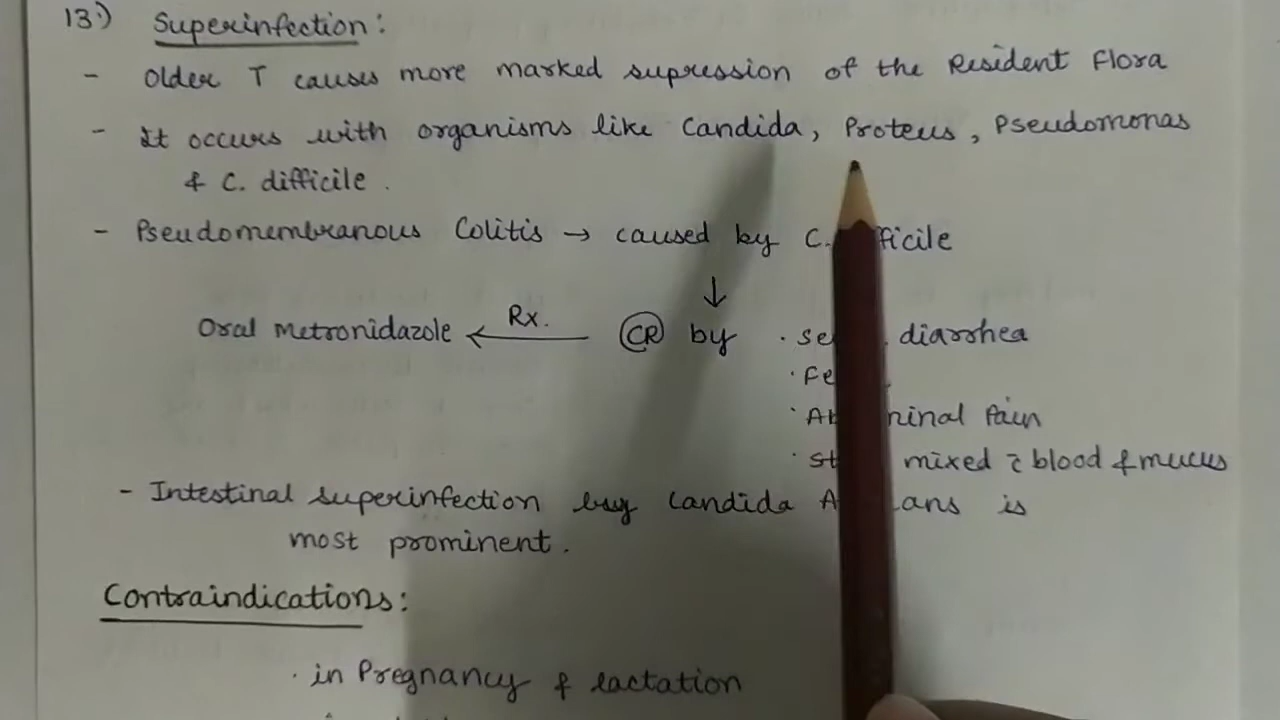 13.) Superinfection:
- Older T causes more marked supression of the Resident Flora
- It occurs with organisms like Candida, Proteus, Pseudomonas
& C. difficile.
- Pseudomembranous Colitis → caused by C.
↓
Oral Metronidazole ← Rx. CR by . diarrhea
Pain
mixed c̄ blood & mucus
- Intestinal superinfection by Candida is
most prominent.
Contraindications:
. in Pregnancy & lactation